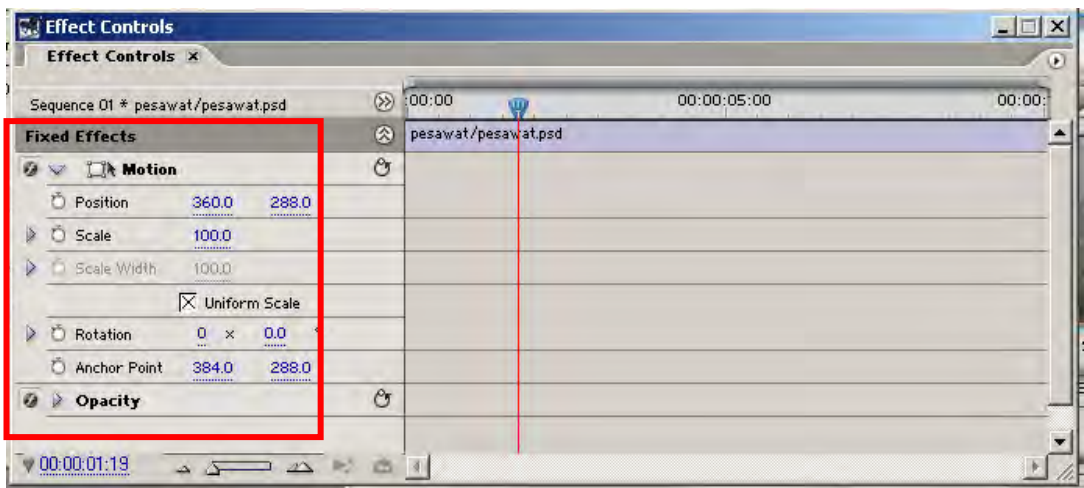 Effect Controls
Effect Controls x
Sequence 01 * pesawat/pesawat.psd
:00:00 00:00:05:00 00:00:
Fixed Effects
pesawat/pesawat.psd
Motion
Position 360.0 288.0
Scale 100.0
Scale Width 100.0
Uniform Scale
Rotation 0 x 0.0 °
Anchor Point 384.0 288.0
Opacity
00:00:01:19